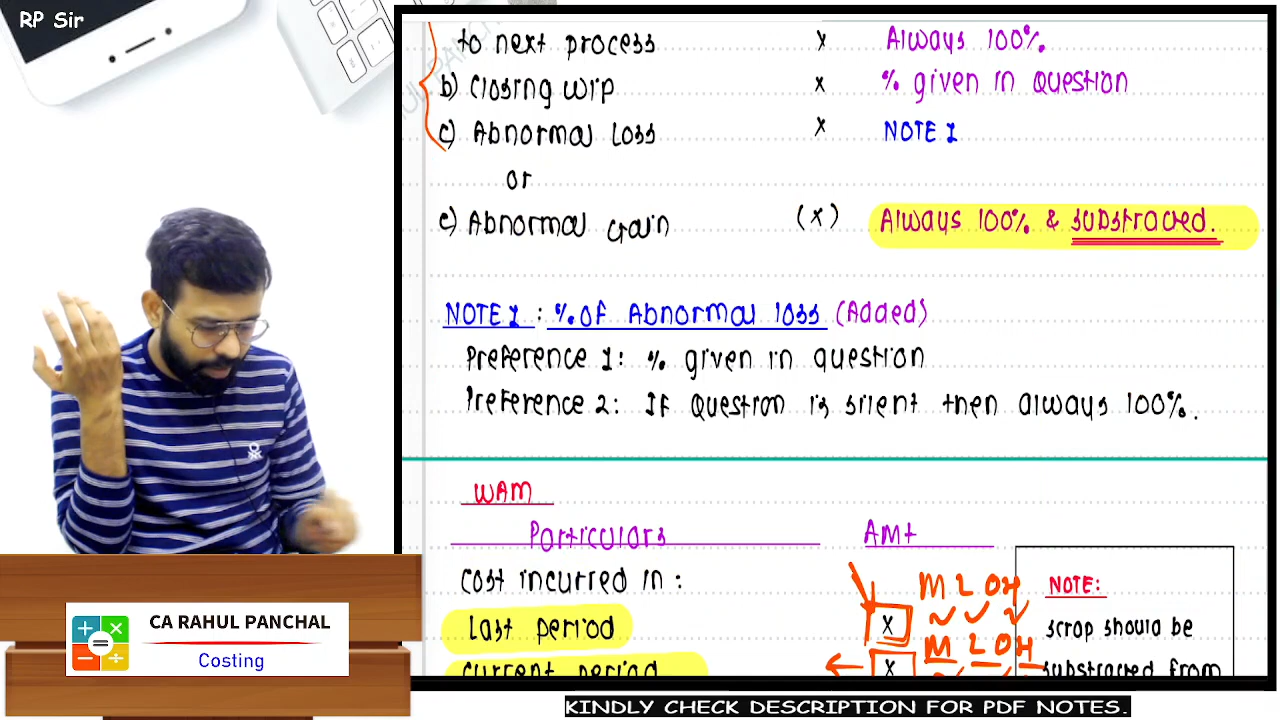 RP Sir
to next process x Always 100%
b) Closing WIP x % given in Question
c) Abnormal Loss x NOTE 1
or
c) Abnormal Gain (x) Always 100% & substracted.
NOTE 1 : % of Abnormal loss (Added)
Preference 1: % given in question
Preference 2: If Question is silent then always 100%.
WAM
Particulars Amt
Cost incurred in : M L OH NOTE:
Last period x scrap should be
current period x M L OH substracted from
CA RAHUL PANCHAL
Costing
KINDLY CHECK DESCRIPTION FOR PDF NOTES.